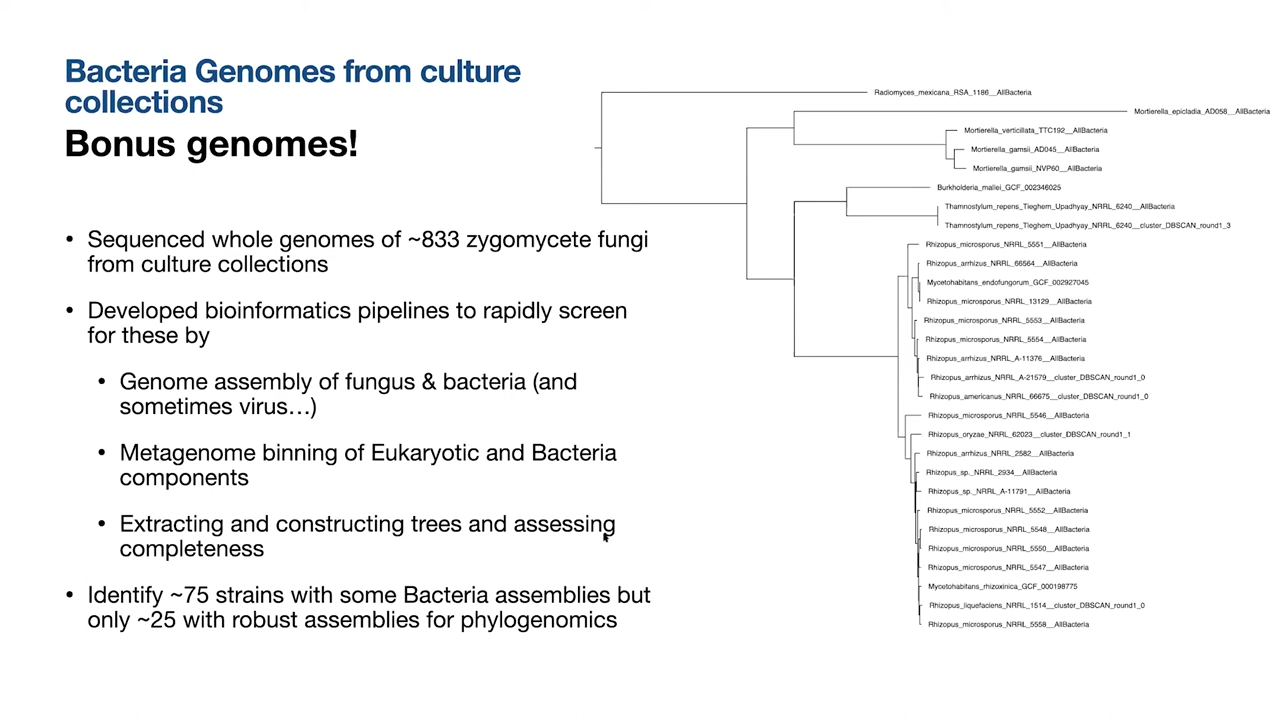 Bacteria Genomes from culture
collections
Bonus genomes!
• Sequenced whole genomes of ~833 zygomycete fungi
from culture collections
• Developed bioinformatics pipelines to rapidly screen
for these by
• Genome assembly of fungus & bacteria (and
sometimes virus…)
• Metagenome binning of Eukaryotic and Bacteria
components
• Extracting and constructing trees and assessing
completeness
• Identify ~75 strains with some Bacteria assemblies but
only ~25 with robust assemblies for phylogenomics
Radiomyces_mexicana_RSA_1186__AllBacteria
Mortierella_epicladia_AD058__AllBacteria
Mortierella_verticillata_TTC192__AllBacteria
Mortierella_gamsii_AD045__AllBacteria
Mortierella_gamsii_NVP60__AllBacteria
Burkholderia_mallei_GCF_002346025
Thamnostylum_repens_Tieghem_Upadhyay_NRRL_6240__AllBacteria
Thamnostylum_repens_Tieghem_Upadhyay_NRRL_6240__cluster_DBSCAN_round1_3
Rhizopus_microsporus_NRRL_5551__AllBacteria
Rhizopus_arrhizus_NRRL_66564__AllBacteria
Mycetohabitans_endofungorum_GCF_002927045
Rhizopus_microsporus_NRRL_13129__AllBacteria
Rhizopus_microsporus_NRRL_5553__AllBacteria
Rhizopus_microsporus_NRRL_5554__AllBacteria
Rhizopus_arrhizus_NRRL_A-11376__AllBacteria
Rhizopus_arrhizus_NRRL_A-21579__cluster_DBSCAN_round1_0
Rhizopus_americanus_NRRL_66675__cluster_DBSCAN_round1_0
Rhizopus_microsporus_NRRL_5546__AllBacteria
Rhizopus_oryzae_NRRL_62023__cluster_DBSCAN_round1_1
Rhizopus_arrhizus_NRRL_2582__AllBacteria
Rhizopus_sp._NRRL_2934__AllBacteria
Rhizopus_sp._NRRL_A-11791__AllBacteria
Rhizopus_microsporus_NRRL_5552__AllBacteria
Rhizopus_microsporus_NRRL_5548__AllBacteria
Rhizopus_microsporus_NRRL_5550__AllBacteria
Rhizopus_microsporus_NRRL_5547__AllBacteria
Mycetohabitans_rhizoxinica_GCF_000198775
Rhizopus_liquefaciens_NRRL_1514__cluster_DBSCAN_round1_0
Rhizopus_microsporus_NRRL_5558__AllBacteria